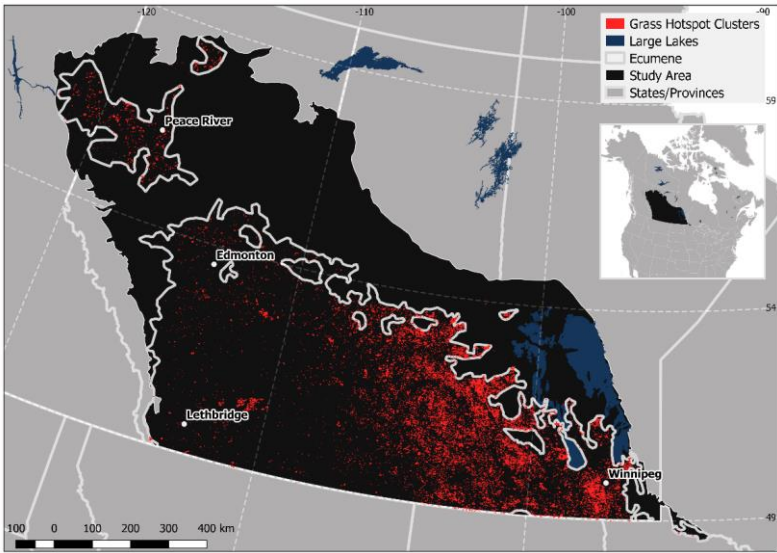 -120
-110
-100
-90
Grass Hotspot Clusters
Large Lakes
Ecumene
Study Area
States/Provinces
59
Peace River
Edmonton
54
Lethbridge
Winnipeg
49
100 0 100 200 300 400 km